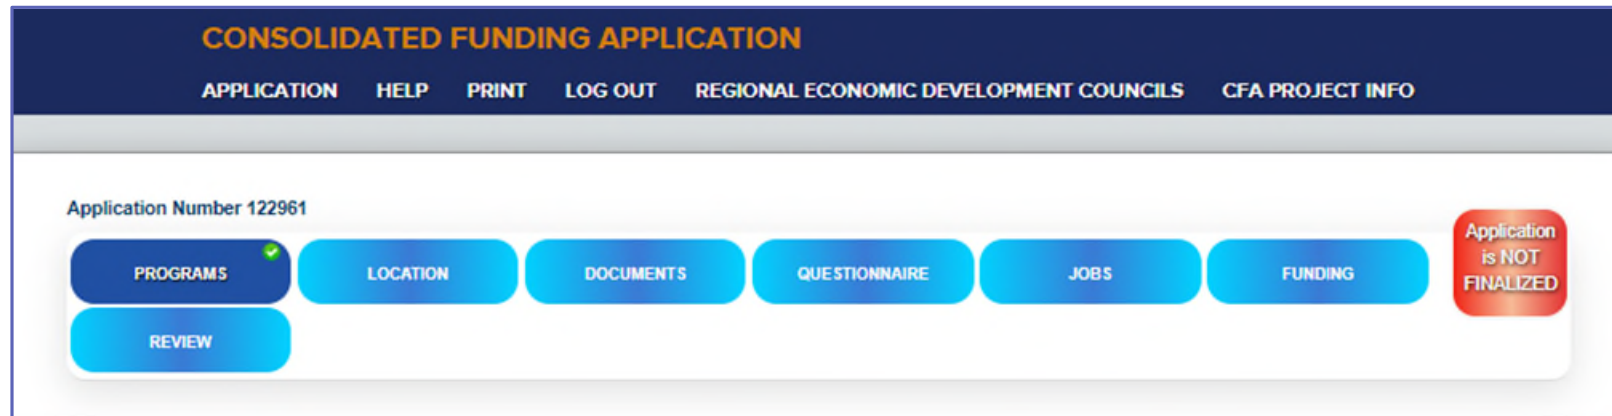 CONSOLIDATED FUNDING APPLICATION
APPLICATION HELP PRINT LOG OUT REGIONAL ECONOMIC DEVELOPMENT COUNCILS CFA PROJECT INFO
Application Number 122961
PROGRAMS LOCATION DOCUMENTS QUESTIONNAIRE JOBS FUNDING
Application
is NOT
FINALIZED
REVIEW